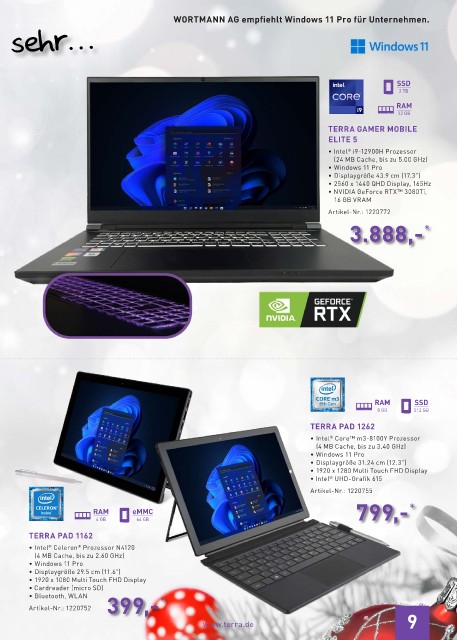 WORTMANN AG empfiehlt Windows 11 Pro für Unternehmen.
sehr...
Windows 11
intel
CORE
i9
SSD
2 TB
RAM
32 GB
TERRA GAMER MOBILE
ELITE 5
• Intel® i9-12900H Prozessor
(24 MB Cache, bis zu 5.00 GHz)
• Windows 11 Pro
• Displaygröße 43.9 cm (17.3")
• 2560 x 1440 QHD Display, 165Hz
• NVIDIA GeForce RTX™ 3080Ti,
16 GB VRAM
Artikel-Nr.: 1220772
3.888,-*
NVIDIA
GEFORCE
RTX
intel
CORE m3
8th Gen
RAM
8 GB
SSD
512 GB
TERRA PAD 1262
• Intel® Core™ m3-8100Y Prozessor
(4 MB Cache, bis zu 3.40 GHz)
• Windows 11 Pro
• Displaygröße 31.24 cm (12.3")
• 1920 x 1280 Multi Touch FHD Display
• Intel® UHD-Grafik 615
Artikel-Nr.: 1220755
799,-*
intel
CELERON
inside
RAM
4 GB
eMMC
64 GB
TERRA PAD 1162
• Intel® Celeron® Prozessor N4120
(4 MB Cache, bis zu 2.60 GHz)
• Windows 11 Pro
• Displaygröße 29.5 cm (11.6")
• 1920 x 1080 Multi Touch FHD Display
• Cardreader (micro SD)
• Bluetooth, WLAN
Artikel-Nr.: 1220752
399,-*
www.terra.de
9